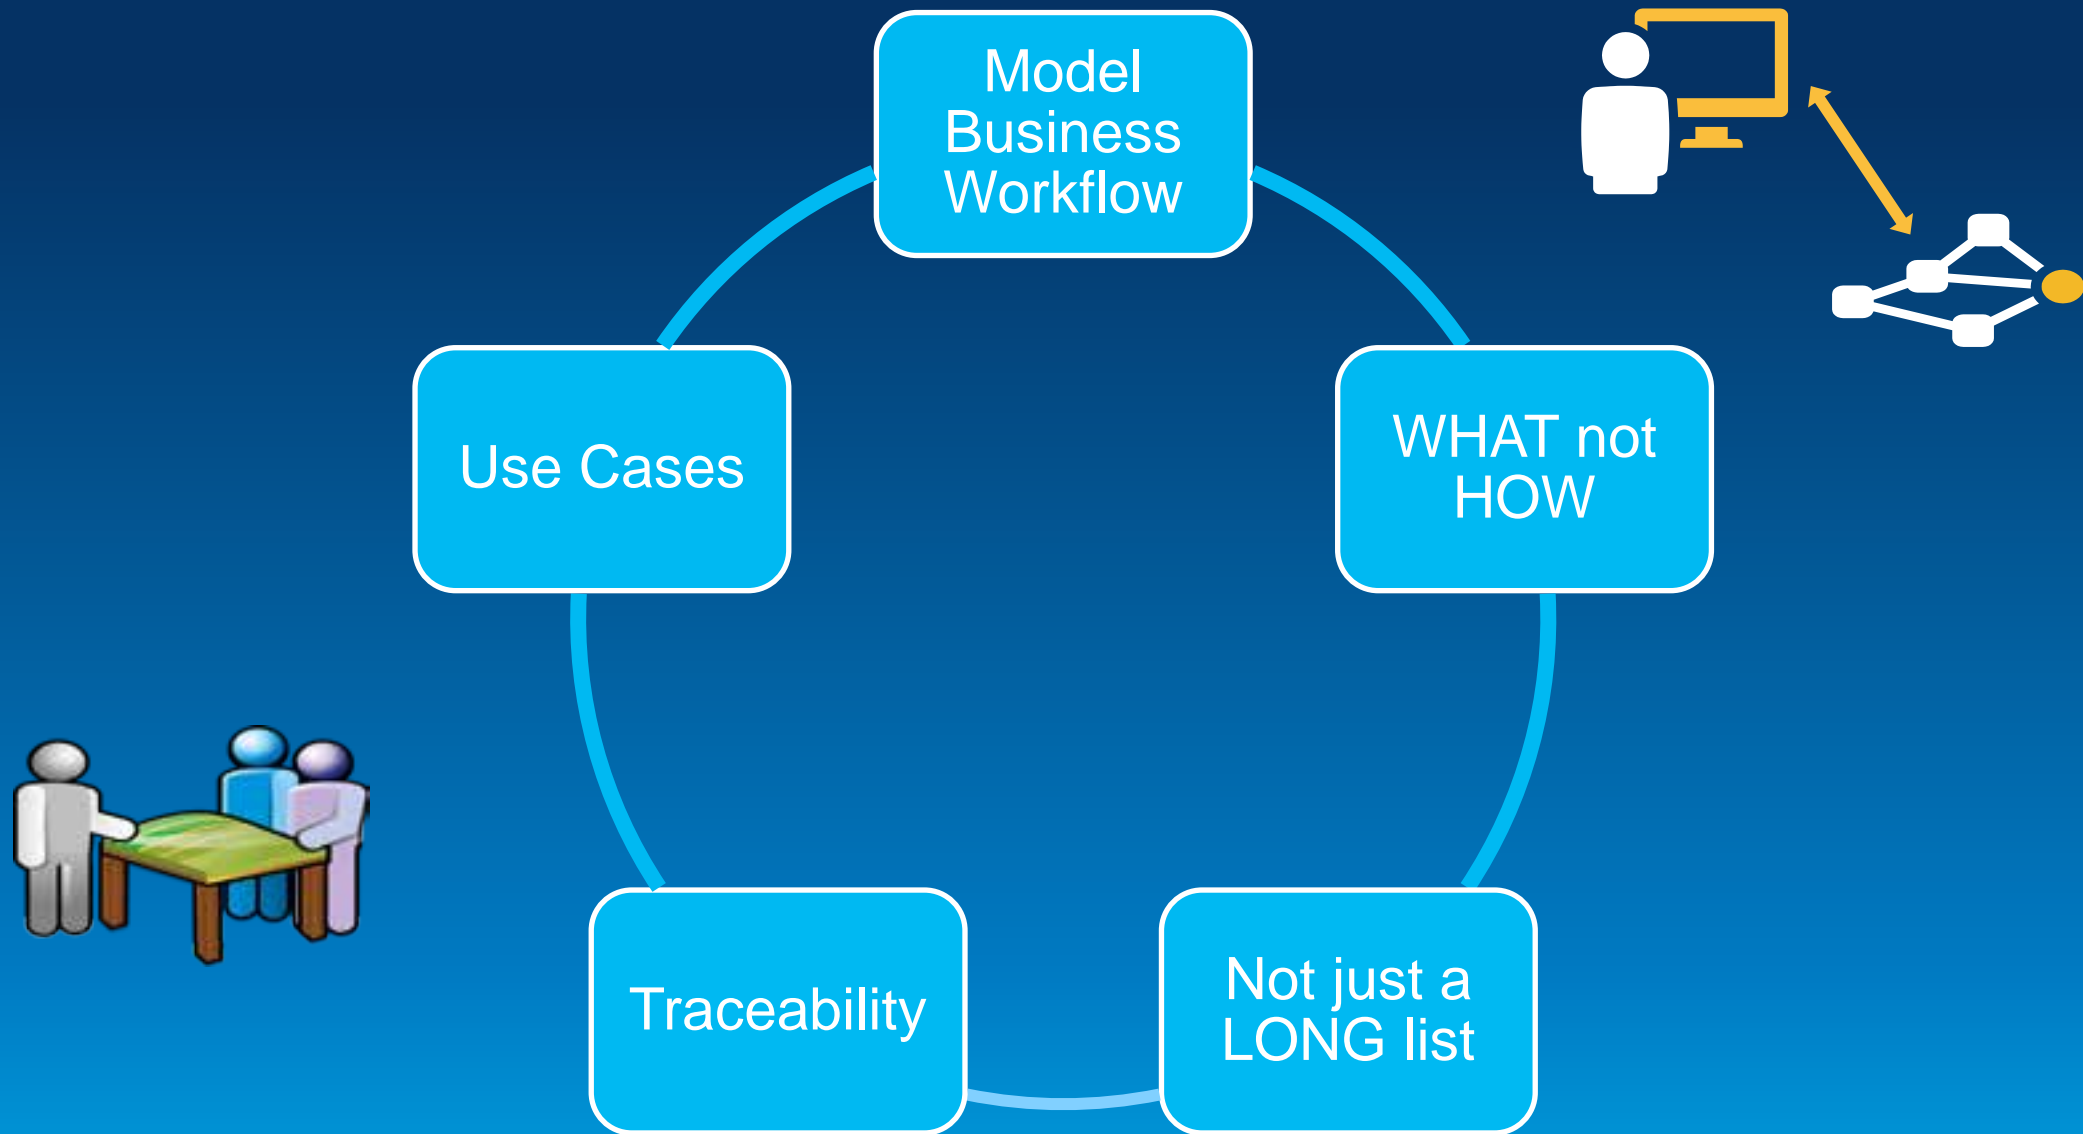 Model
Business
Workflow
Use Cases
WHAT not
HOW
Traceability
Not just a
LONG list